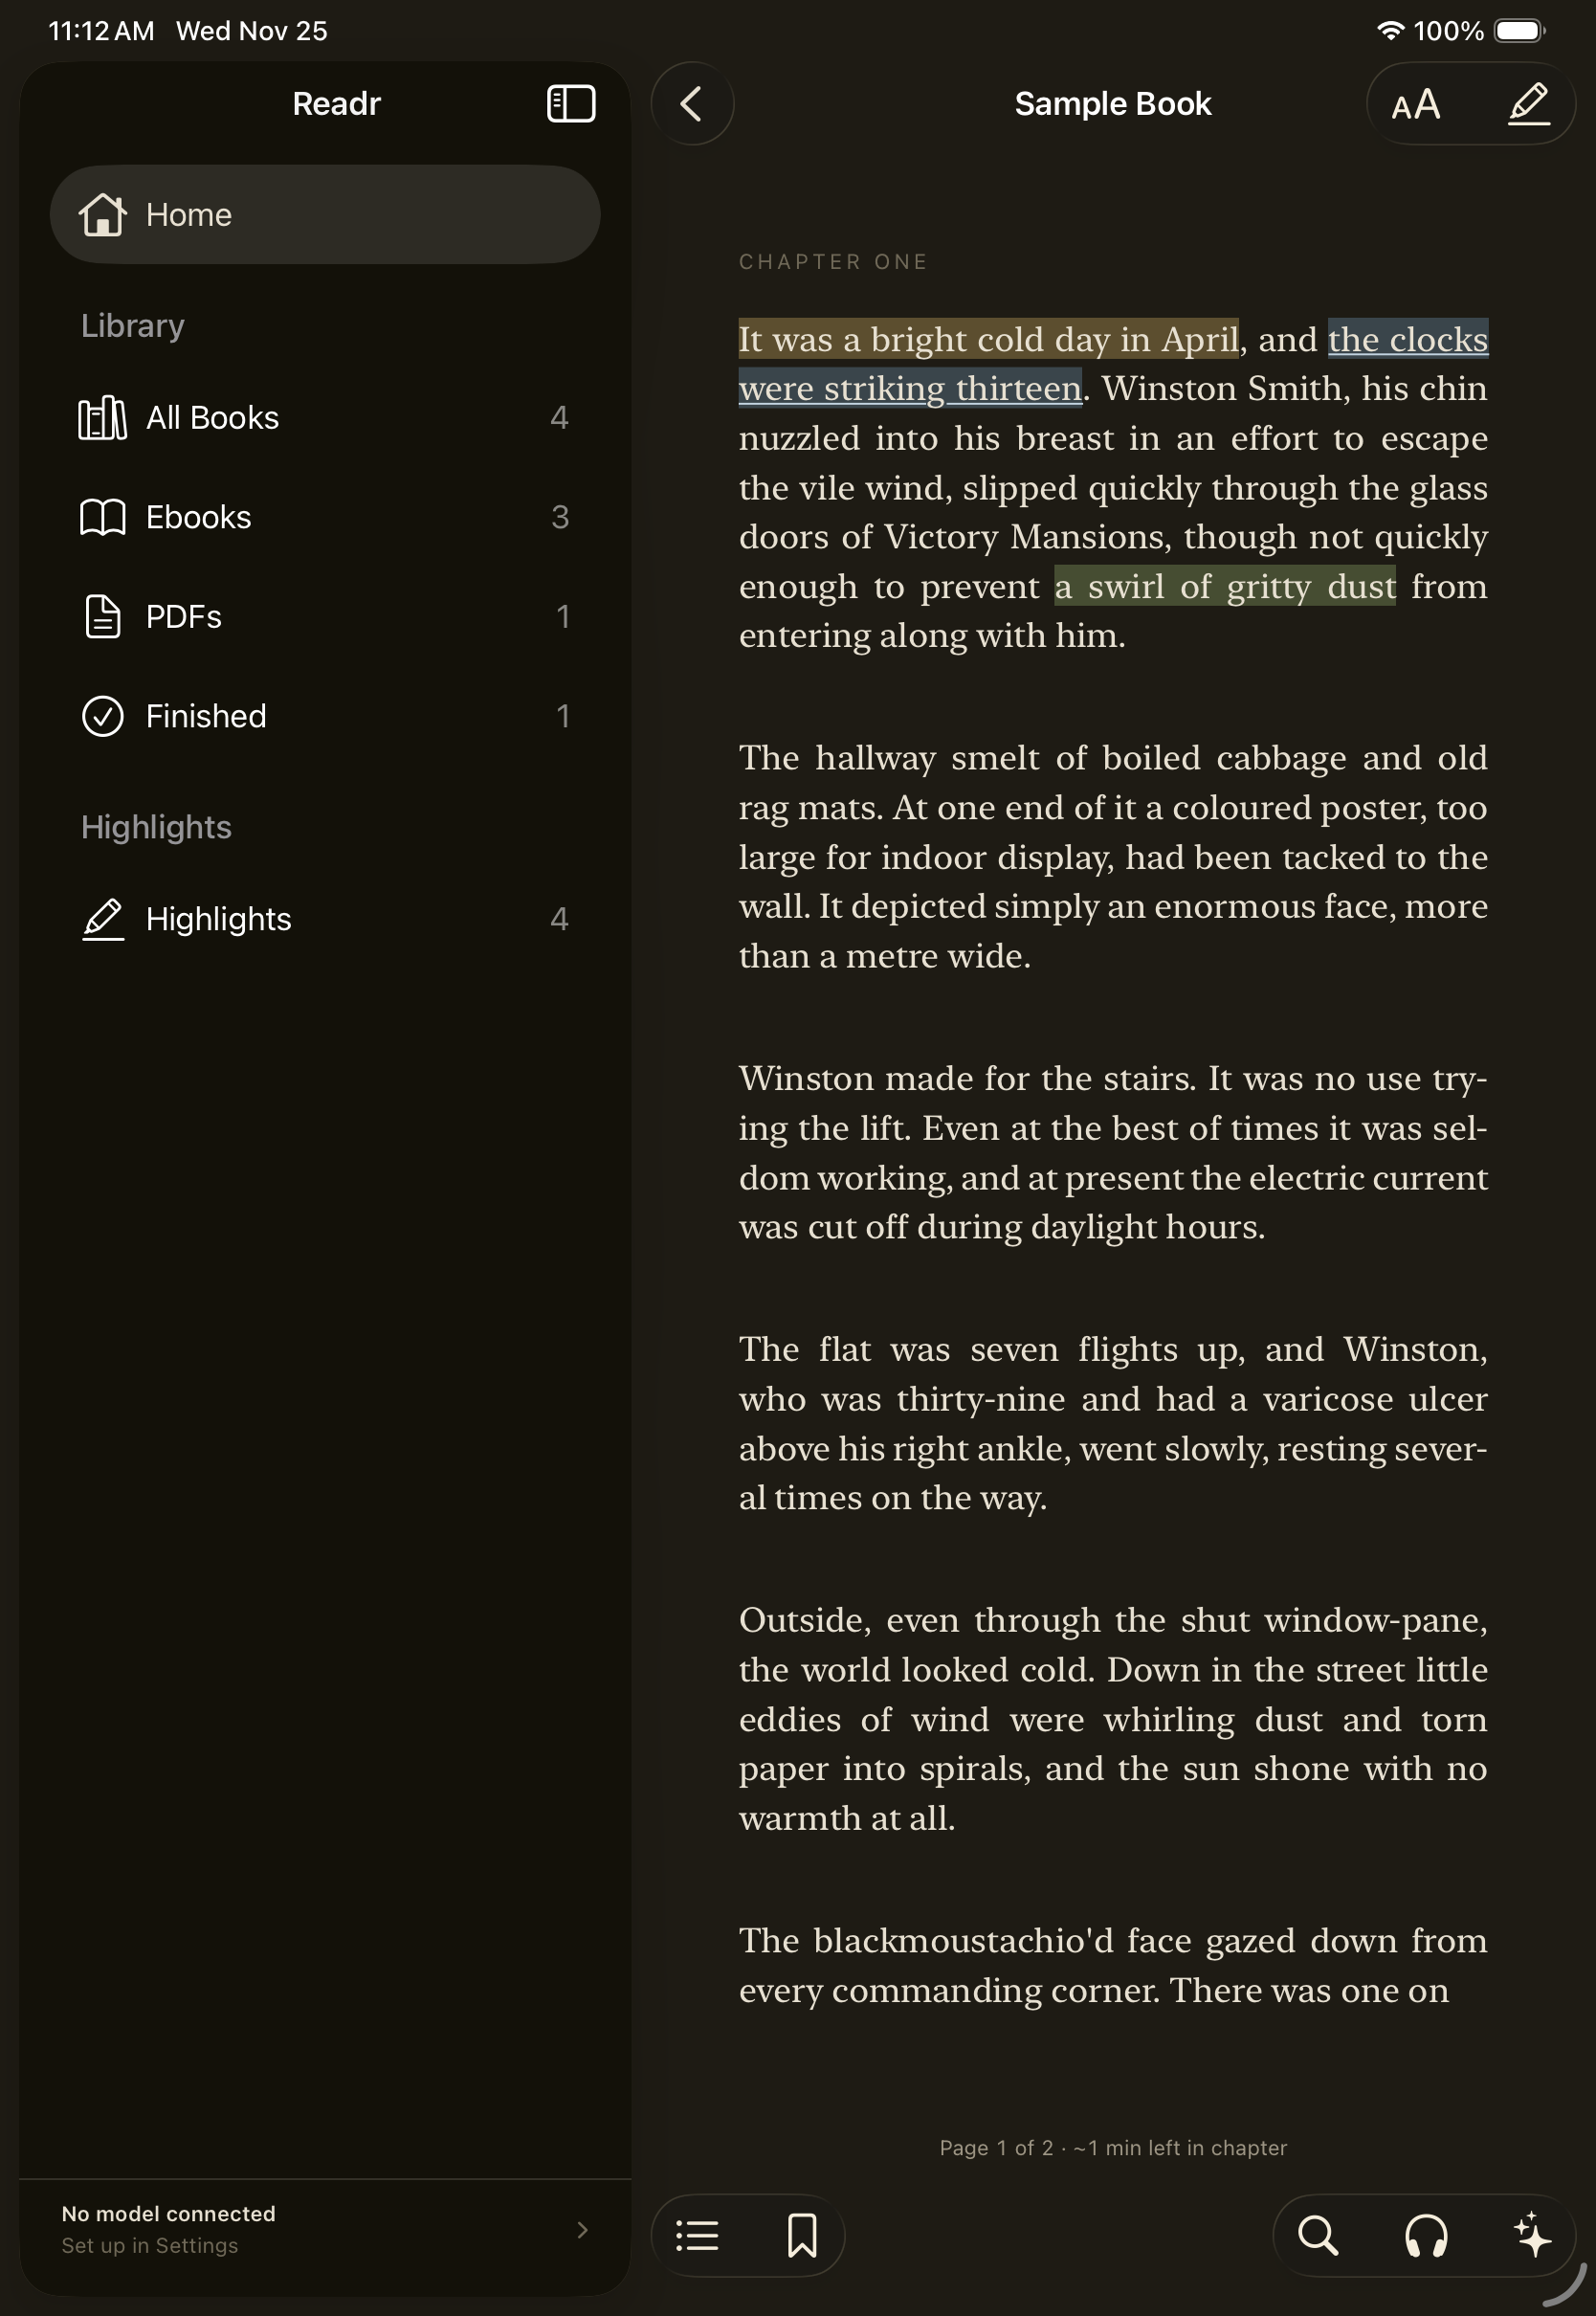 11:12 AM Wed Nov 25
100%
Readr
Home
Library
All Books 4
Ebooks 3
PDFs 1
Finished 1
Highlights
Highlights 4
No model connected
Set up in Settings
Sample Book
AA
CHAPTER ONE
It was a bright cold day in April, and the clocks
were striking thirteen. Winston Smith, his chin
nuzzled into his breast in an effort to escape
the vile wind, slipped quickly through the glass
doors of Victory Mansions, though not quickly
enough to prevent a swirl of gritty dust from
entering along with him.
The hallway smelt of boiled cabbage and old
rag mats. At one end of it a coloured poster, too
large for indoor display, had been tacked to the
wall. It depicted simply an enormous face, more
than a metre wide.
Winston made for the stairs. It was no use try-
ing the lift. Even at the best of times it was sel-
dom working, and at present the electric current
was cut off during daylight hours.
The flat was seven flights up, and Winston,
who was thirty-nine and had a varicose ulcer
above his right ankle, went slowly, resting sever-
al times on the way.
Outside, even through the shut window-pane,
the world looked cold. Down in the street little
eddies of wind were whirling dust and torn
paper into spirals, and the sun shone with no
warmth at all.
The blackmoustachio'd face gazed down from
every commanding corner. There was one on
Page 1 of 2 · ~1 min left in chapter